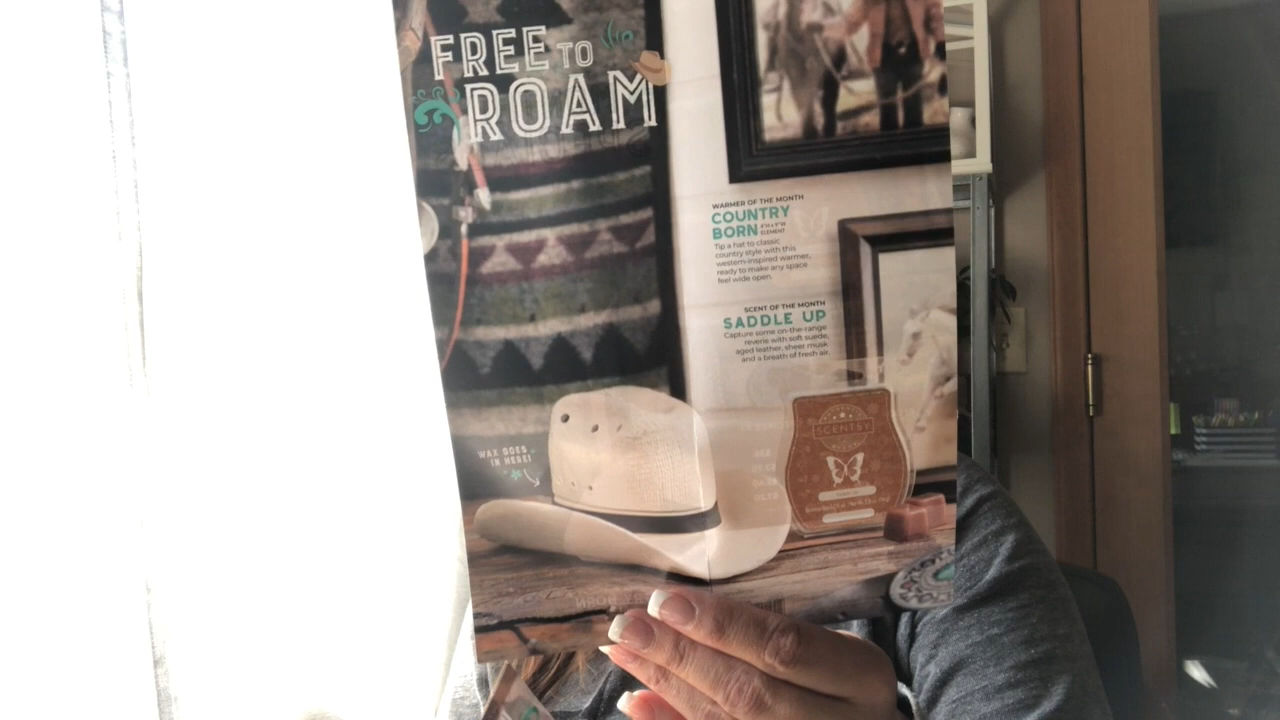 FREE TO
ROAM
WARMER OF THE MONTH
COUNTRY
BORN
ELEMENT
Tip a hat to classic
country style with this
western-inspired warmer,
ready to make any space
feel wide open.
SCENT OF THE MONTH
SADDLE UP
Capture some on-the-range
reverie with soft suede,
aged leather, sheer musk
and a breath of fresh air.
WAX GOES
IN HERE!
SCENTSY